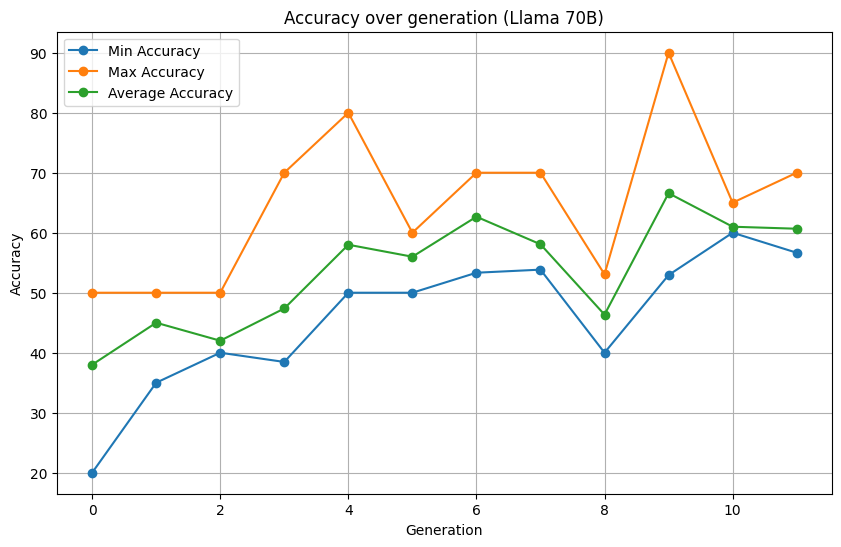 Accuracy over generation (Llama 70B)
Min Accuracy
Max Accuracy
Average Accuracy
Accuracy
90
80
70
60
50
40
30
20
0 2 4 6 8 10
Generation